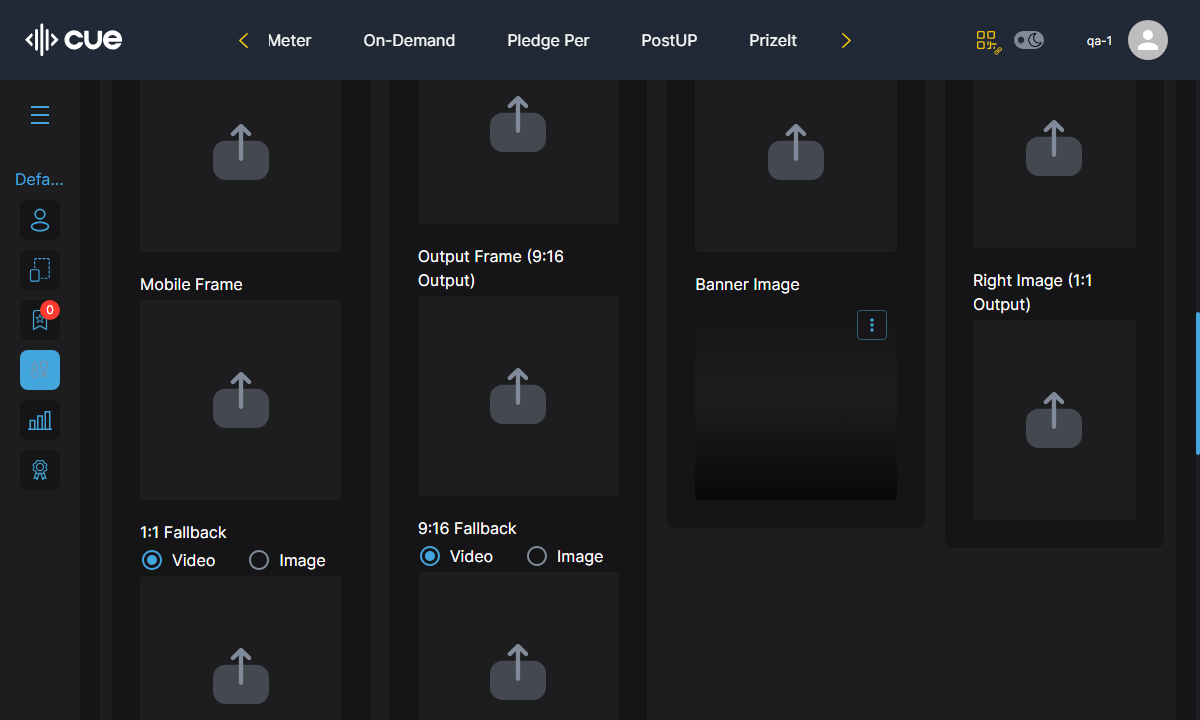 cue
Meter
On-Demand
Pledge Per
PostUP
PrizeIt
qa-1
Defa...
0
Mobile Frame
1:1 Fallback
Video
Image
Output Frame (9:16
Output)
9:16 Fallback
Video
Image
Banner Image
Right Image (1:1
Output)